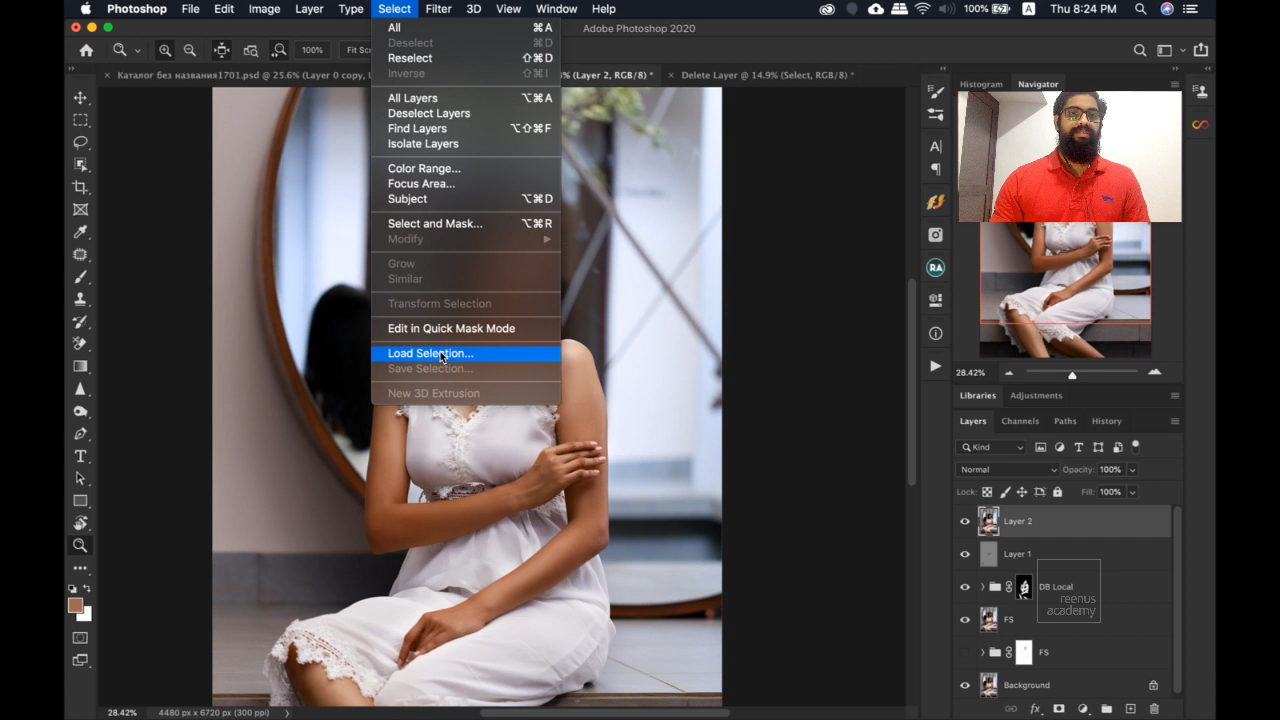 Photoshop File Edit Image Layer Type Select Filter 3D View Window Help 100% A Thu 8:24 PM
Adobe Photoshop 2020
100% Fit Sc
× Каталог без названия1701.psd @ 25.6% (Layer 0 copy, L % (Layer 2, RGB/8) * × Delete Layer @ 14.9% (Select, RGB/8) *
All ⌘A
Deselect ⌘D
Reselect ⇧⌘D
Inverse ⇧⌘I
All Layers ⌥⌘A
Deselect Layers
Find Layers ⌥⇧⌘F
Isolate Layers
Color Range...
Focus Area...
Subject ⌥⌘D
Select and Mask... ⌥⌘R
Modify
Grow
Similar
Transform Selection
Edit in Quick Mask Mode
Load Selection...
Save Selection...
New 3D Extrusion
Histogram Navigator
A|
RA
28.42%
Libraries Adjustments
Layers Channels Paths History
Kind
Normal Opacity: 100%
Lock: Fill: 100%
Layer 2
Layer 1
DB Local
reenus
academy
FS
FS
Background
fx
28.42% 4480 px x 6720 px (300 ppi)